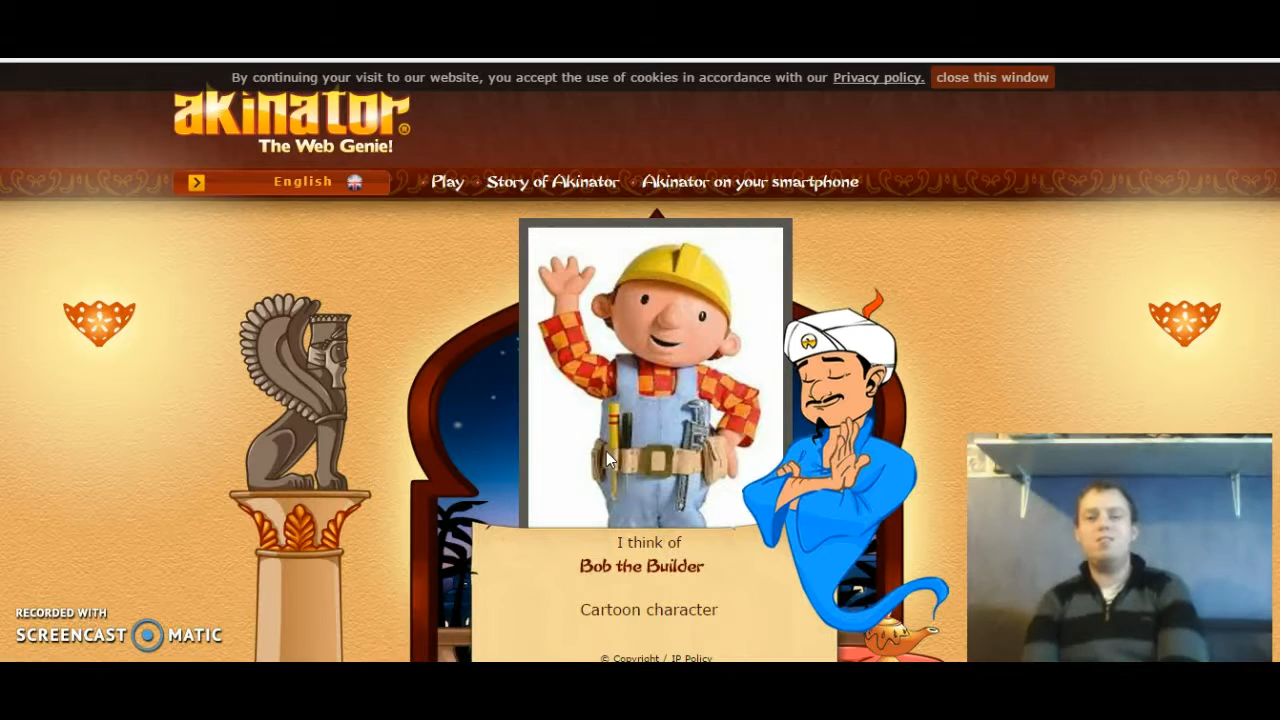 By continuing your visit to our website, you accept the use of cookies in accordance with our Privacy policy. close this window
akinator®
The Web Genie!
English
Play
Story of Akinator
Akinator on your smartphone
I think of
Bob the Builder
Cartoon character
© Copyright / IP Policy
RECORDED WITH
SCREENCAST MATIC